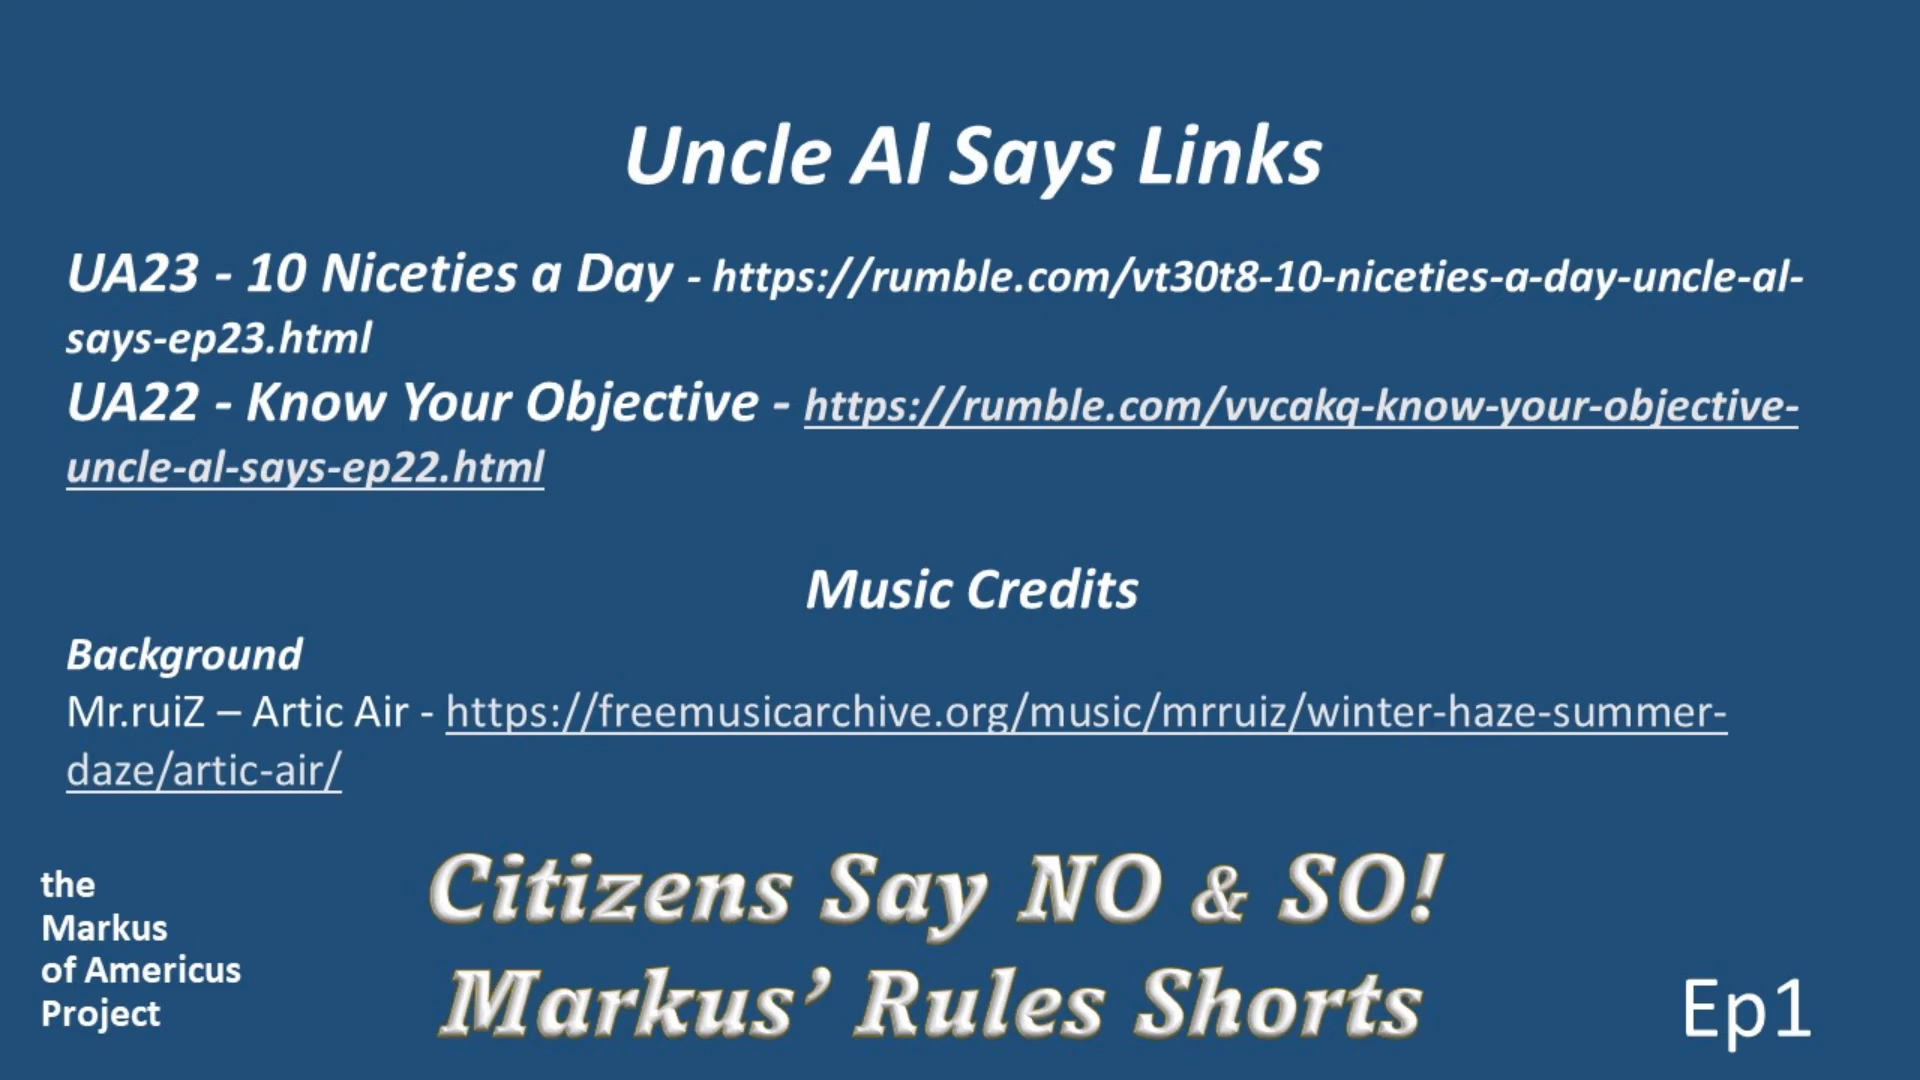 Uncle Al Says Links
UA23 - 10 Niceties a Day - https://rumble.com/vt30t8-10-niceties-a-day-uncle-al-
says-ep23.html
UA22 - Know Your Objective - https://rumble.com/vvcakq-know-your-objective-
uncle-al-says-ep22.html
Music Credits
Background
Mr.ruiZ – Artic Air - https://freemusicarchive.org/music/mrruiz/winter-haze-summer-
daze/artic-air/
the
Markus
of Americus
Project
Citizens Say NO & SO!
Markus’ Rules Shorts
Ep1